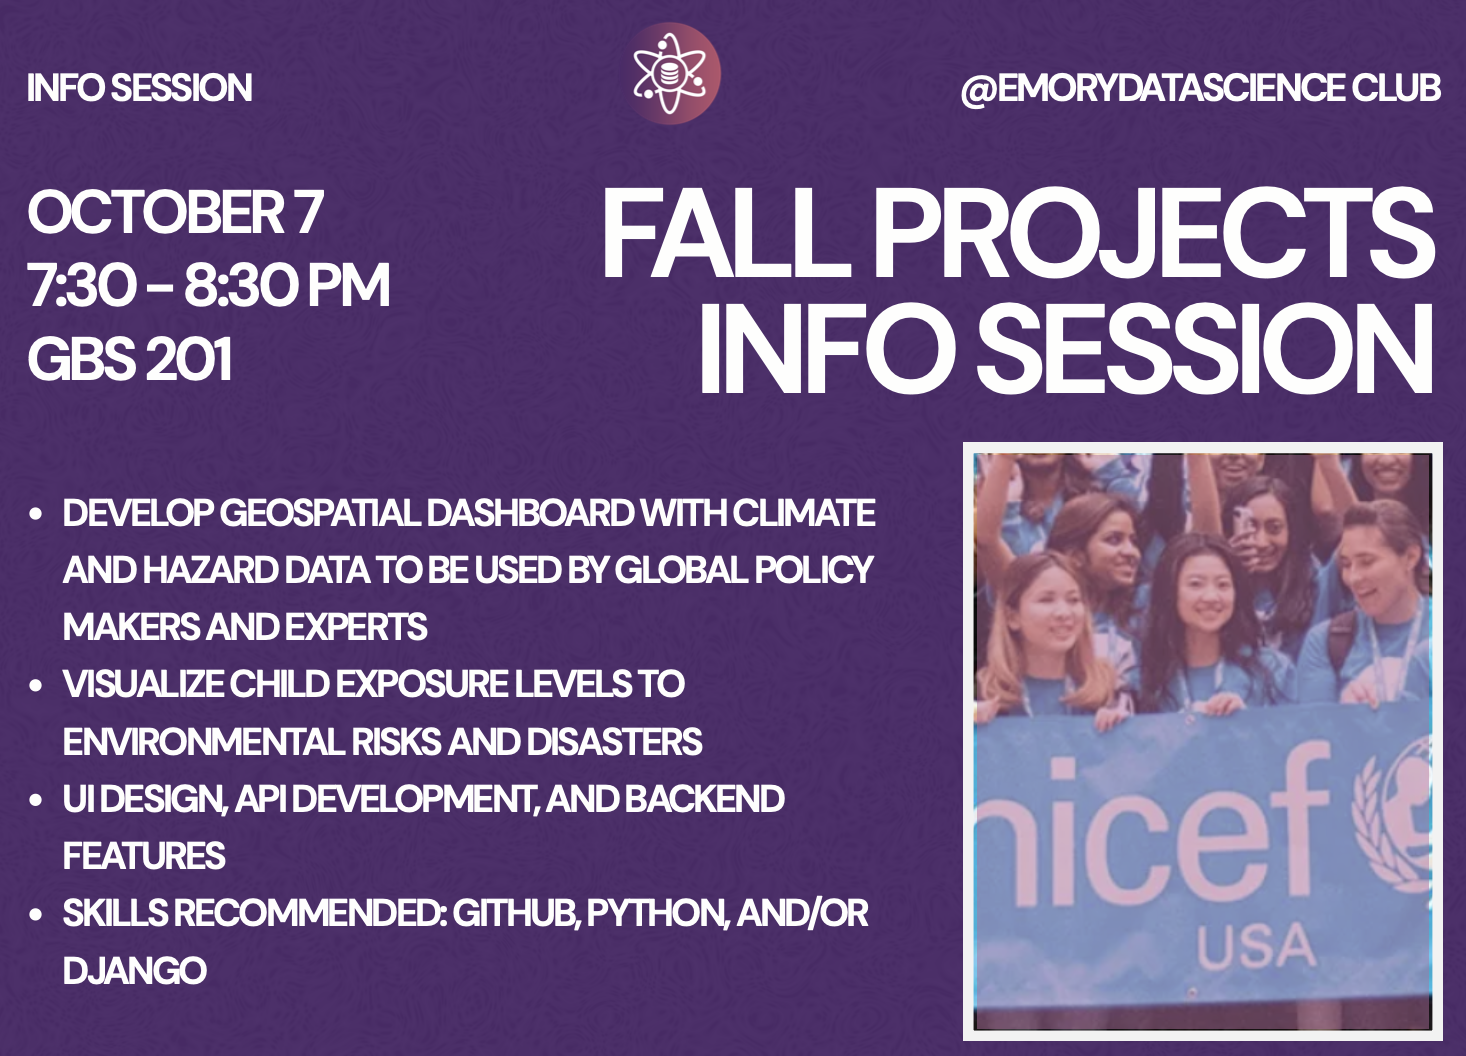 INFO SESSION
@EMORYDATASCIENCE CLUB
OCTOBER 7
7:30 – 8:30 PM
GBS 201
FALL PROJECTS
INFO SESSION
• DEVELOP GEOSPATIAL DASHBOARD WITH CLIMATE
AND HAZARD DATA TO BE USED BY GLOBAL POLICY
MAKERS AND EXPERTS
• VISUALIZE CHILD EXPOSURE LEVELS TO
ENVIRONMENTAL RISKS AND DISASTERS
• UI DESIGN, API DEVELOPMENT, AND BACKEND
FEATURES
• SKILLS RECOMMENDED: GITHUB, PYTHON, AND/OR
DJANGO
nicef
USA